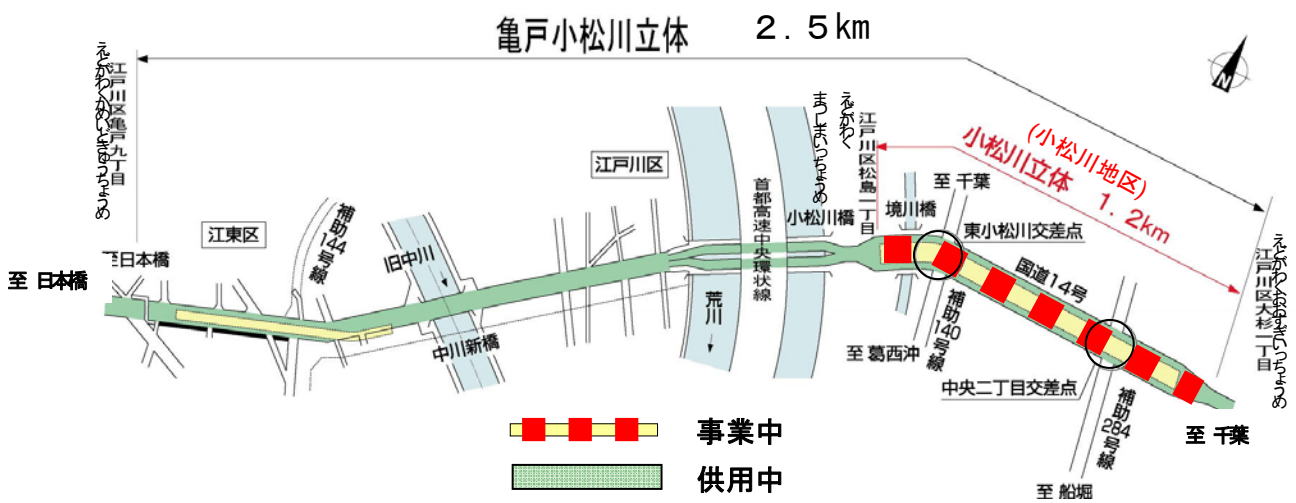 亀戸小松川立体 2.5km
えどがわくかめいどきゅうちょうめ
江戸川区亀戸九丁目
江東区
補助144号線
至日本橋
至 日本橋
旧中川
中川新橋
江戸川区
荒川
首都高速中央環状線
小松川橋
えどがわく
まつしまいっちょうめ
江戸川区松島一丁目
境川橋
至 千葉
東小松川交差点
(小松川地区)
小松川立体 1.2km
国道14号
補助140号線
至 葛西沖
中央二丁目交差点
補助284号線
至 船堀
至 千葉
江戸川区大杉一丁目
えどがわくおおすぎいっちょうめ
N
事業中
供用中